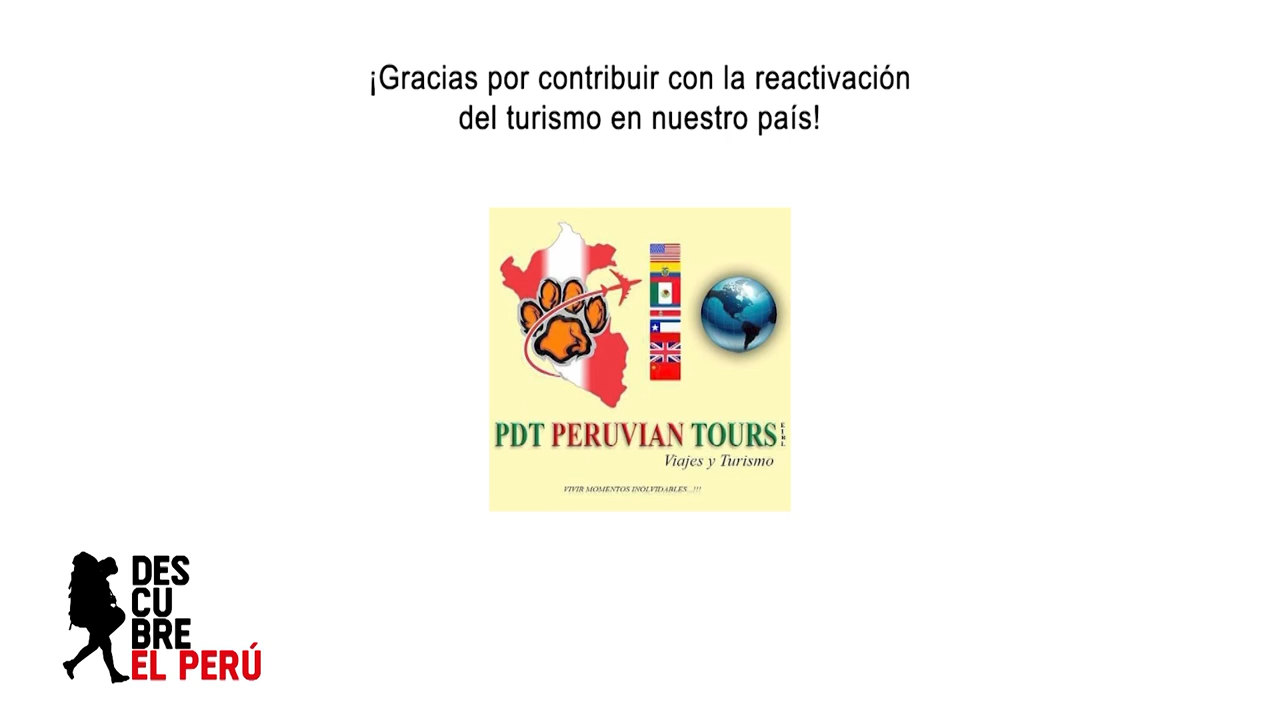 ¡Gracias por contribuir con la reactivación
del turismo en nuestro país!
PDT PERUVIAN TOURS EIRL
Viajes y Turismo
VIVIR MOMENTOS INOLVIDABLES...!!!
DES
CU
BRE
EL PERÚ